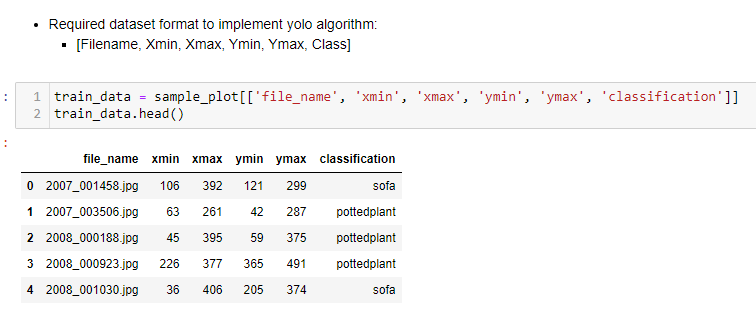 Required dataset format to implement yolo algorithm:
[Filename, Xmin, Xmax, Ymin, Ymax, Class]
: 1 train_data = sample_plot[['file_name', 'xmin', 'xmax', 'ymin', 'ymax', 'classification']]
2 train_data.head()
:
file_name xmin xmax ymin ymax classification
0 2007_001458.jpg 106 392 121 299 sofa
1 2007_003506.jpg 63 261 42 287 pottedplant
2 2008_000188.jpg 45 395 59 375 pottedplant
3 2008_000923.jpg 226 377 365 491 pottedplant
4 2008_001030.jpg 36 406 205 374 sofa